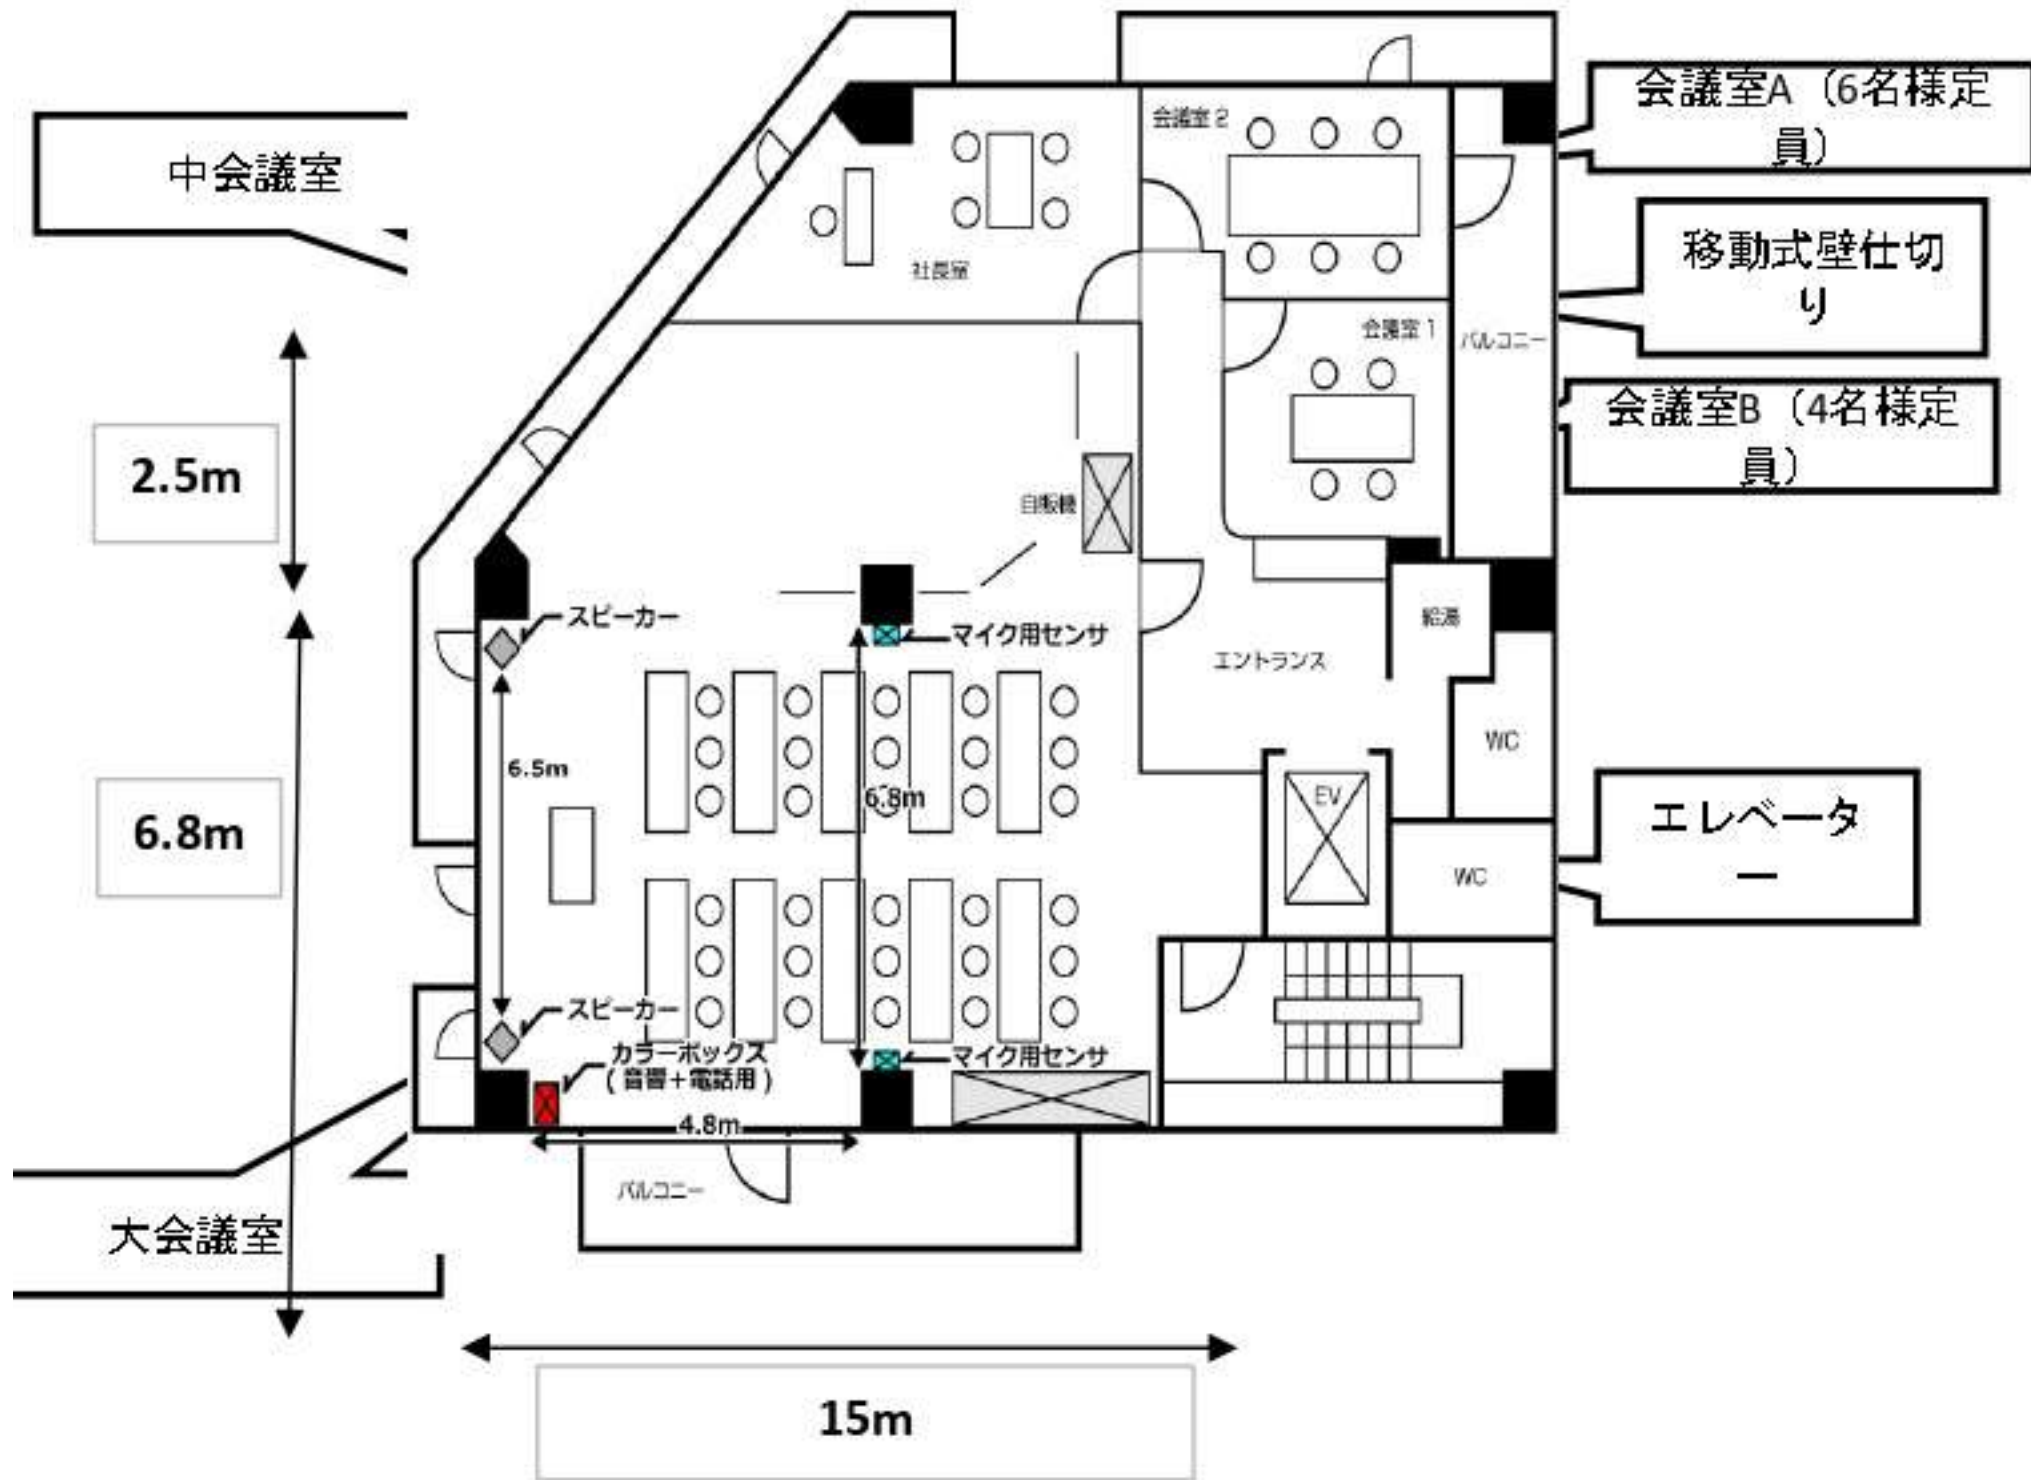 会議室A（6名様定
員）
中会議室
会議室２
移動式壁仕切
り
社長室
会議室１
バルコニー
会議室B（4名様定
員）
2.5m
自販機
スピーカー
マイク用センサ
給湯
エントランス
WC
6.5m
6.8m
EV
6.8m
エレベータ
ー
WC
スピーカー
カラーボックス
(音響+電話用)
マイク用センサ
4.8m
バルコニー
大会議室
15m